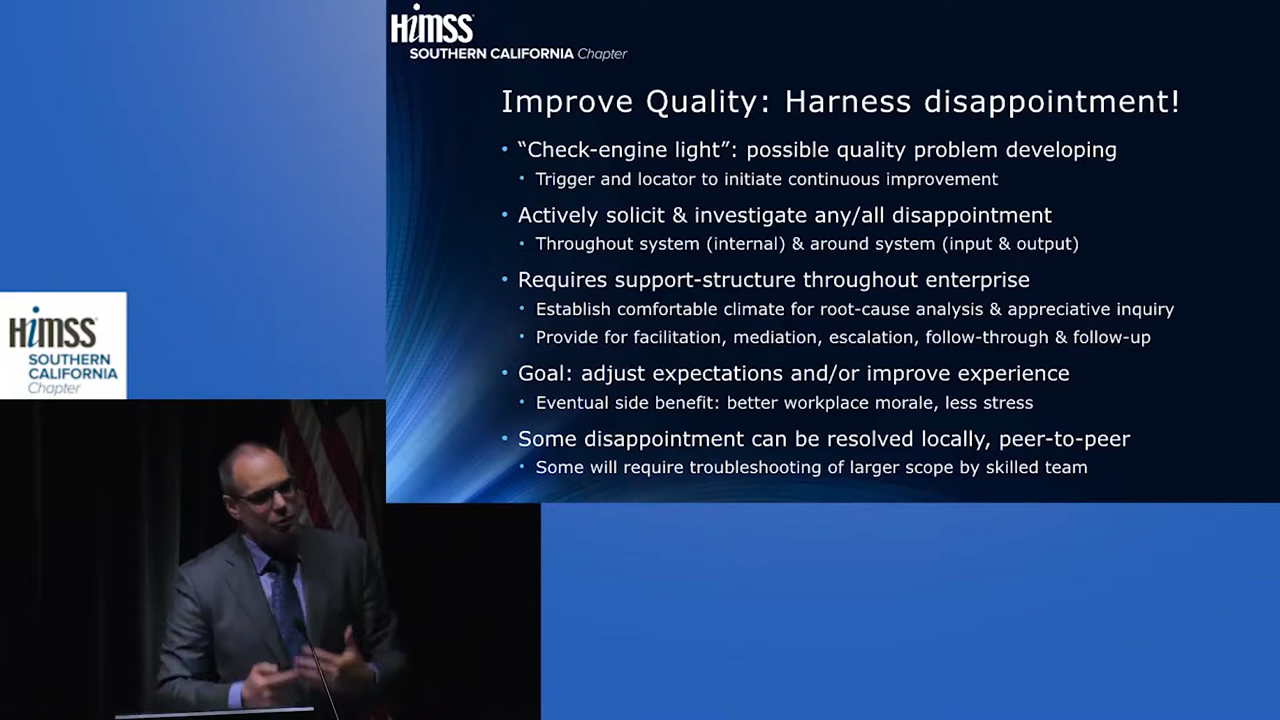 HiMSS
SOUTHERN CALIFORNIA Chapter
Improve Quality: Harness disappointment!
• “Check-engine light”: possible quality problem developing
• Trigger and locator to initiate continuous improvement
• Actively solicit & investigate any/all disappointment
• Throughout system (internal) & around system (input & output)
• Requires support-structure throughout enterprise
• Establish comfortable climate for root-cause analysis & appreciative inquiry
• Provide for facilitation, mediation, escalation, follow-through & follow-up
• Goal: adjust expectations and/or improve experience
• Eventual side benefit: better workplace morale, less stress
• Some disappointment can be resolved locally, peer-to-peer
• Some will require troubleshooting of larger scope by skilled team
HiMSS
SOUTHERN
CALIFORNIA
Chapter